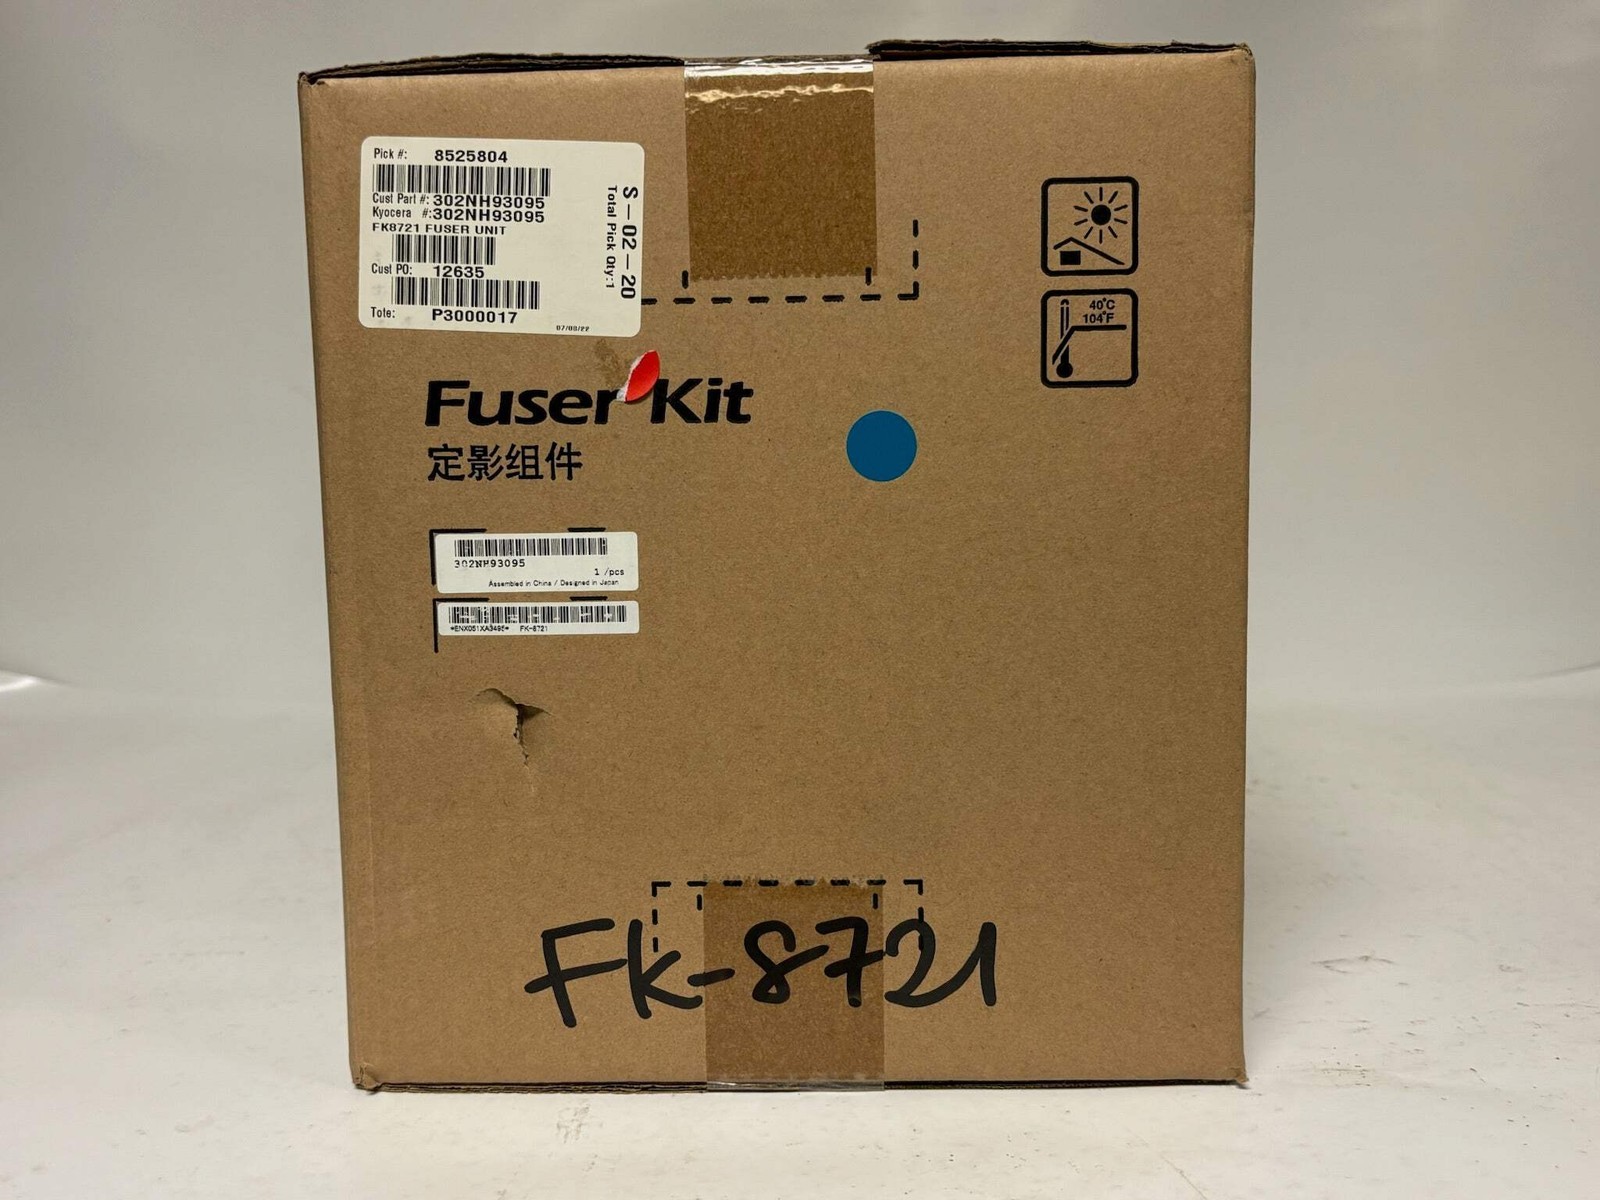 Pick #: 8525804
Cust Part #: 302NH93095
Kyocera #: 302NH93095
FK8721 FUSER UNIT
Cust PO: 12635
Tote: P3000017
S-02-20
Total Pick Qty:1
40°C
104°F
Fuser Kit
定影组件
302NH93095
1 /pcs
Assembled in China / Designed in Japan
FK-8721
FK-8721